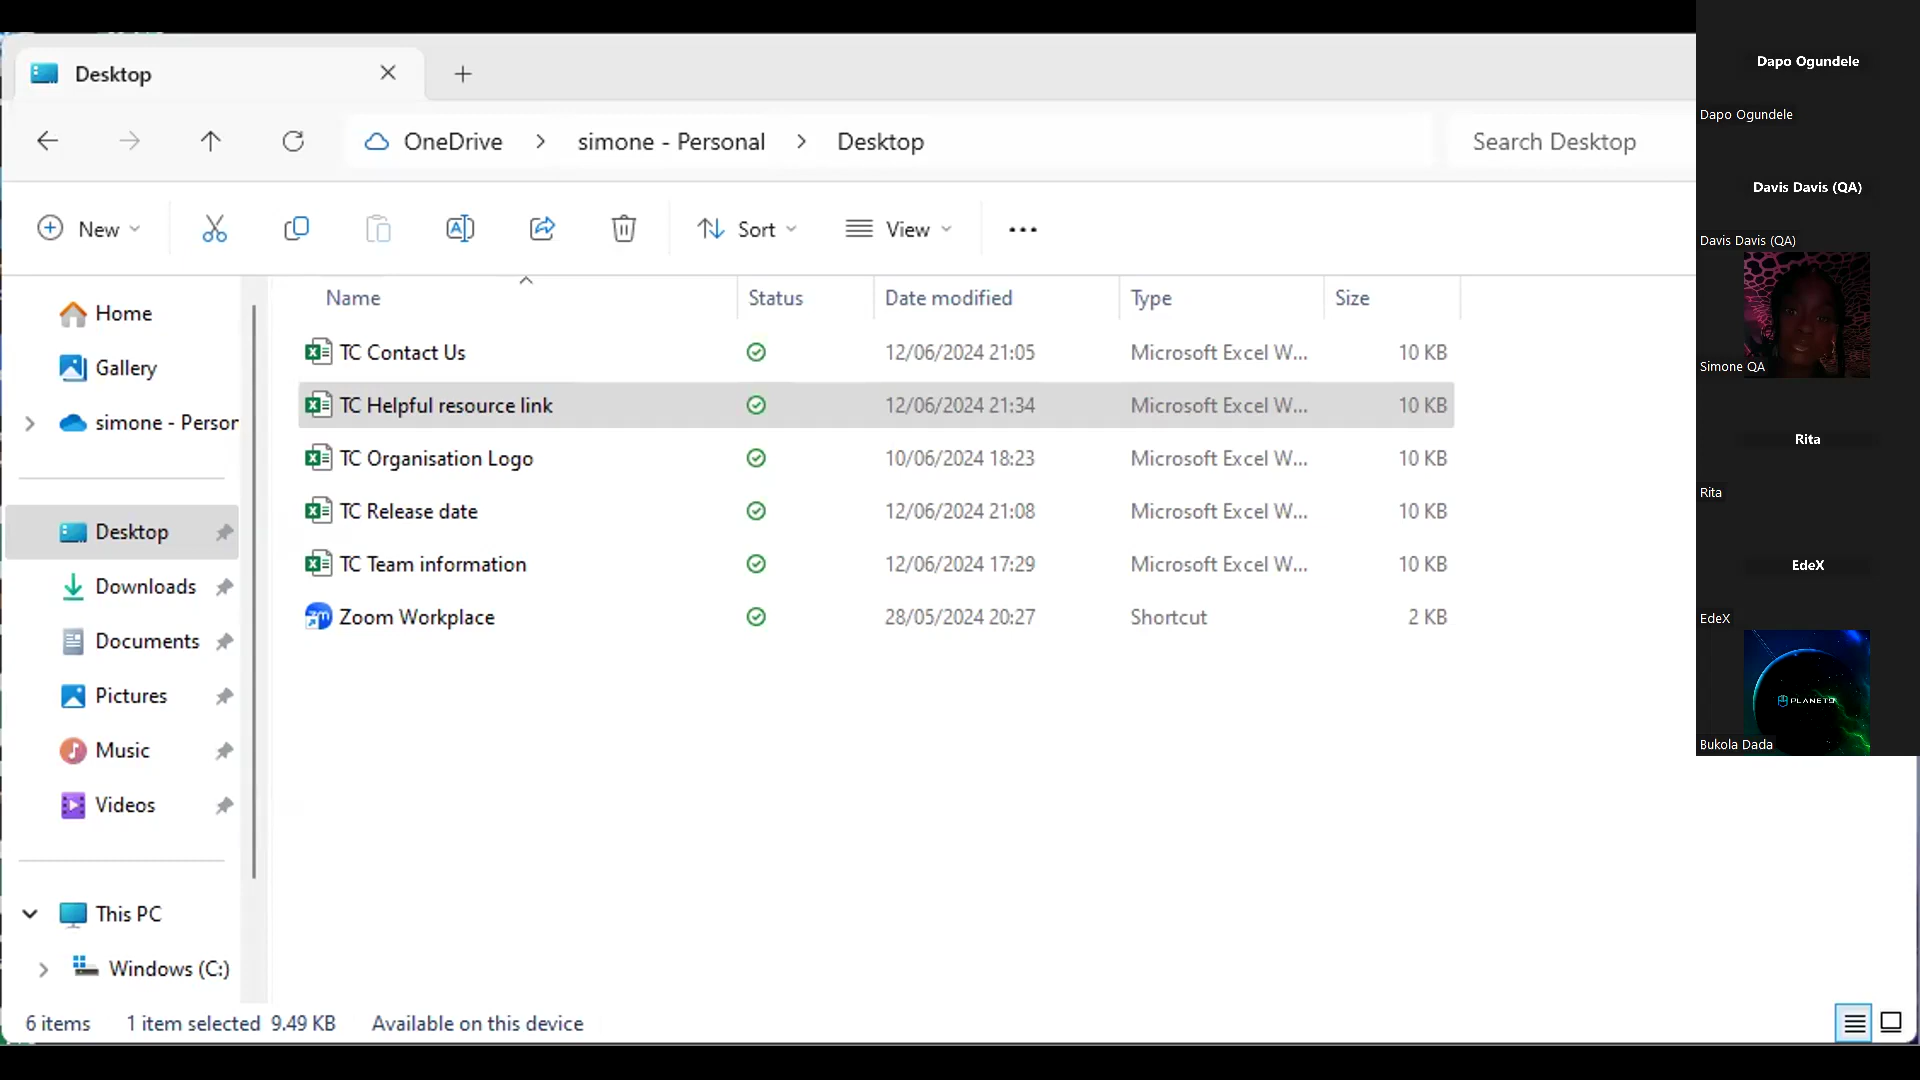 Desktop
OneDrive > simone - Personal > Desktop
Search Desktop
New
Sort
View
Name Status Date modified Type Size
TC Contact Us 12/06/2024 21:05 Microsoft Excel W... 10 KB
TC Helpful resource link 12/06/2024 21:34 Microsoft Excel W... 10 KB
TC Organisation Logo 10/06/2024 18:23 Microsoft Excel W... 10 KB
TC Release date 12/06/2024 21:08 Microsoft Excel W... 10 KB
TC Team information 12/06/2024 17:29 Microsoft Excel W... 10 KB
Zoom Workplace 28/05/2024 20:27 Shortcut 2 KB
Home
Gallery
simone - Person
Desktop
Downloads
Documents
Pictures
Music
Videos
This PC
Windows (C:)
6 items 1 item selected 9.49 KB Available on this device
Dapo Ogundele
Dapo Ogundele
Davis Davis (QA)
Davis Davis (QA)
Simone QA
Rita
Rita
EdeX
EdeX
PLANETQ
Bukola Dada